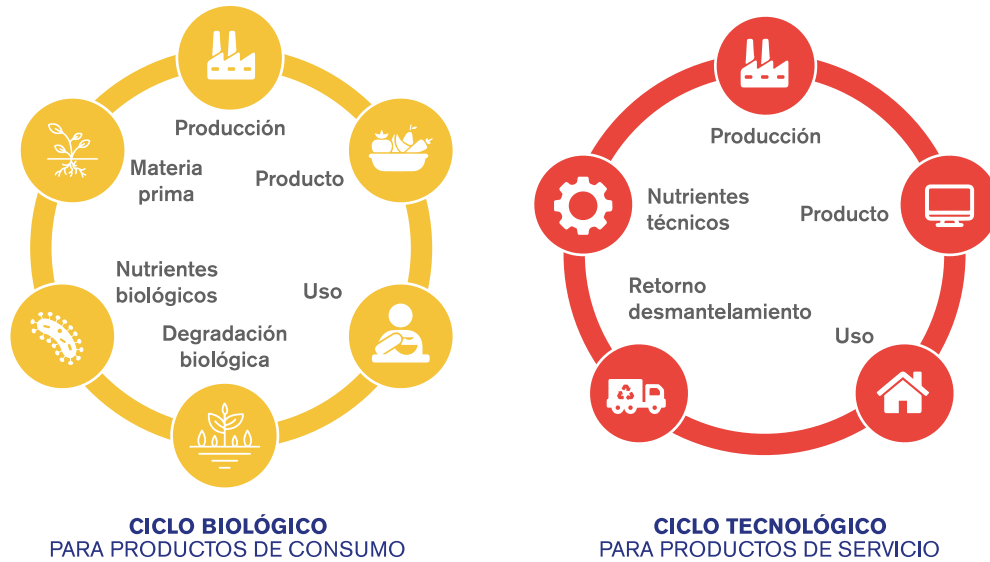 Producción
Materia
prima
Producto
Nutrientes
biológicos
Uso
Degradación
biológica
CICLO BIOLÓGICO
PARA PRODUCTOS DE CONSUMO
Producción
Nutrientes
técnicos
Producto
Retorno
desmantelamiento
Uso
CICLO TECNOLÓGICO
PARA PRODUCTOS DE SERVICIO